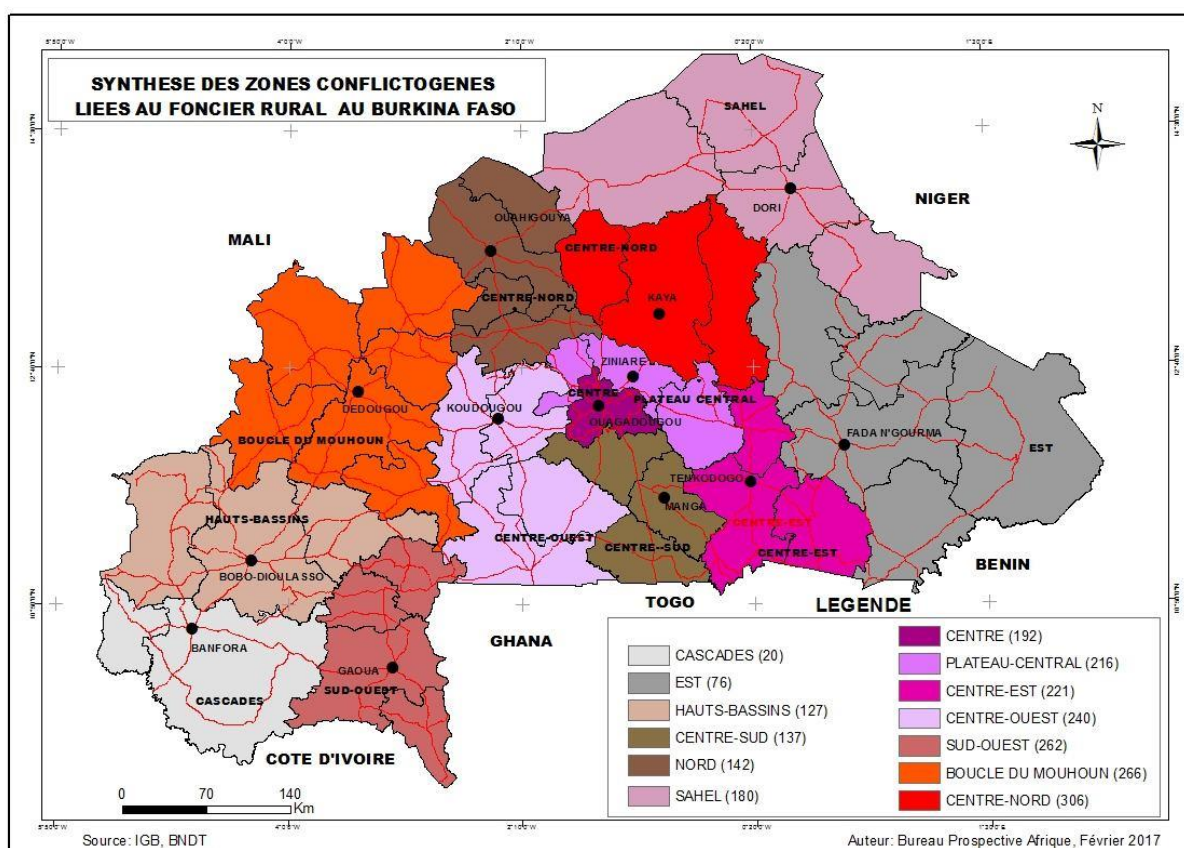 SYNTHESE DES ZONES CONFLICTOGENES
LIEES AU FONCIER RURAL AU BURKINA FASO
N
SAHEL
DORI
NIGER
MALI
OUAHIGOUYA
CENTRE-NORD
CENTRE-NORD
KAYA
ZINIARE
CENTRE
PLATEAU CENTRAL
OUAGADOUGOU
KOUDOUGOU
DEDOUGOU
BOUCLE DU MOUHOUN
FADA N'GOURMA
EST
TENKODOGO
MANGA
CENTRE-EST
CENTRE-EST
HAUTS-BASSINS
BOBO-DIOULASSO
CENTRE-OUEST
CENTRE--SUD
BENIN
TOGO
GHANA
BANFORA
CASCADES
GAOUA
SUD-OUEST
COTE D'IVOIRE
LEGENDE
CASCADES (20)
EST (76)
HAUTS-BASSINS (127)
CENTRE-SUD (137)
NORD (142)
SAHEL (180)
CENTRE (192)
PLATEAU-CENTRAL (216)
CENTRE-EST (221)
CENTRE-OUEST (240)
SUD-OUEST (262)
BOUCLE DU MOUHOUN (266)
CENTRE-NORD (306)
0 70 140
Km
Source: IGB, BNDT
Auteur: Bureau Prospective Afrique, Février 2017